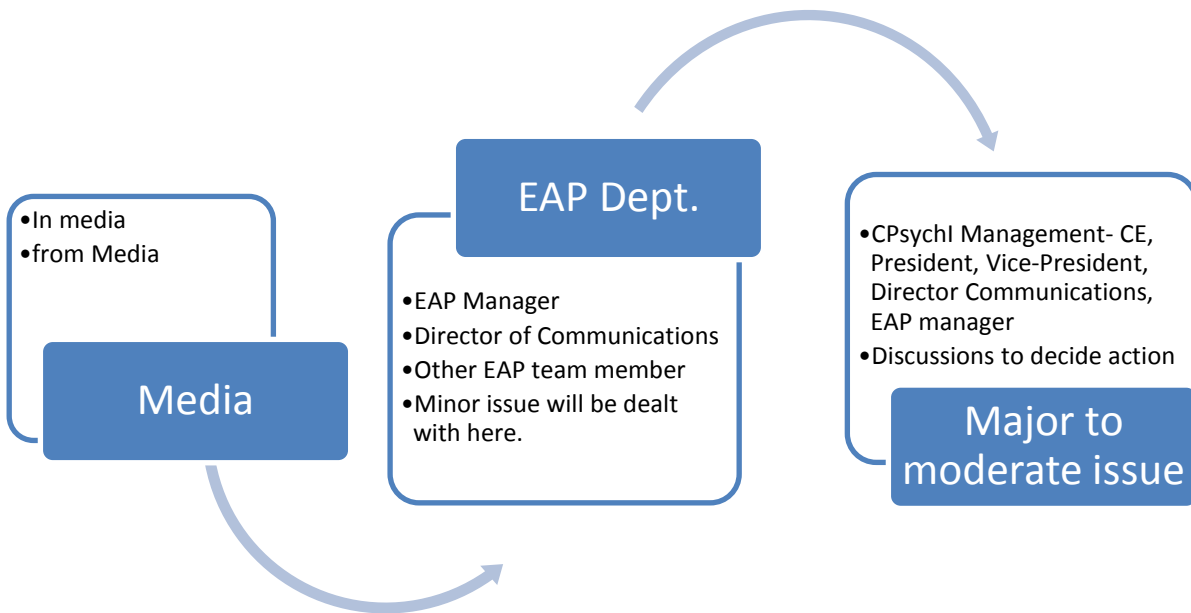 •In media
•from Media
Media
EAP Dept.
•EAP Manager
•Director of Communications
•Other EAP team member
•Minor issue will be dealt
with here.
•CPsychI Management- CE,
President, Vice-President,
Director Communications,
EAP manager
•Discussions to decide action
Major to
moderate issue